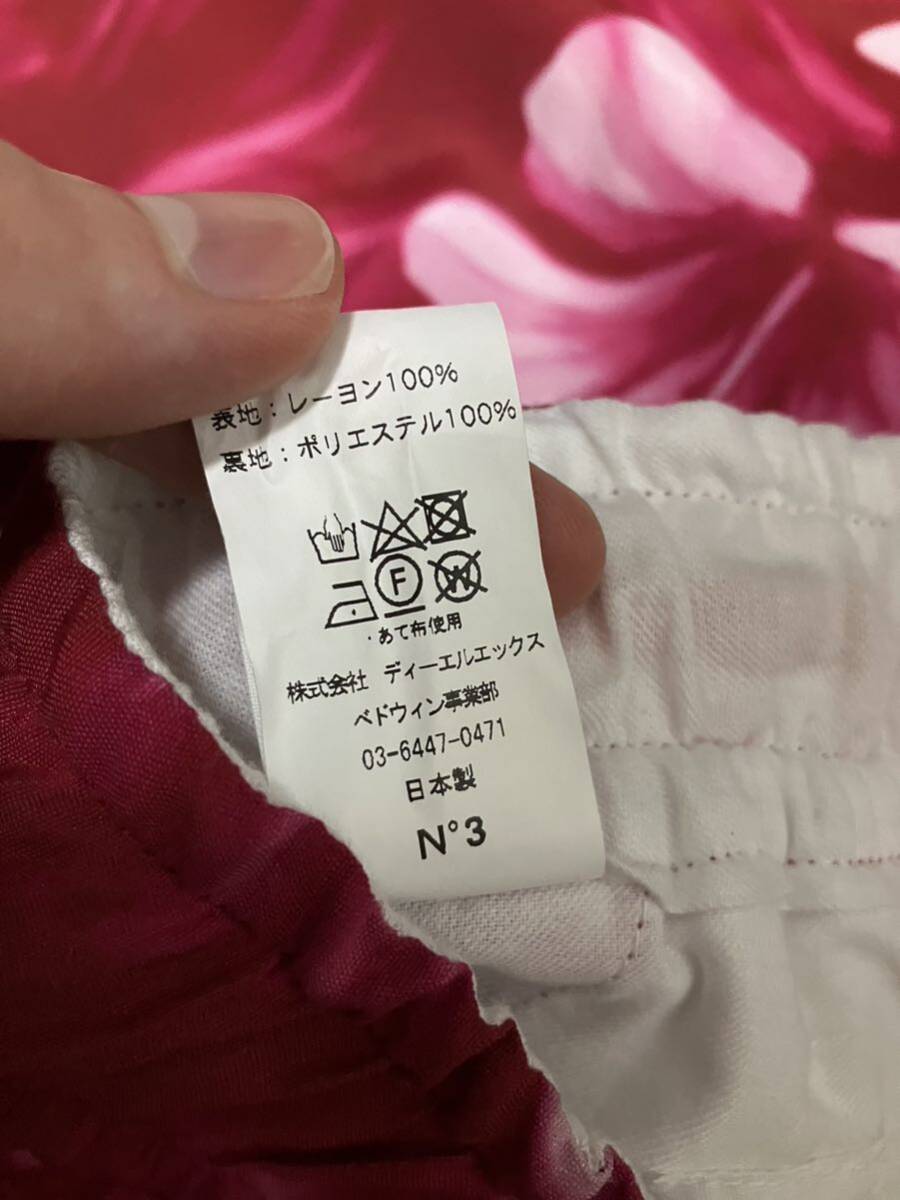 表地：レーヨン100%
裏地：ポリエステル100%
F
W
・あて布使用
株式会社 ディーエルエックス
ベドウィン事業部
03-6447-0471
日本製
N°3